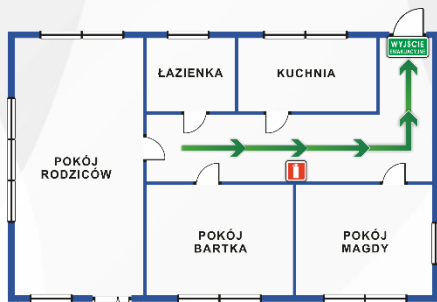 WYJŚCIE
EWAKUACYJNE
ŁAZIENKA
KUCHNIA
POKÓJ
RODZICÓW
POKÓJ
BARTKA
POKÓJ
MAGDY